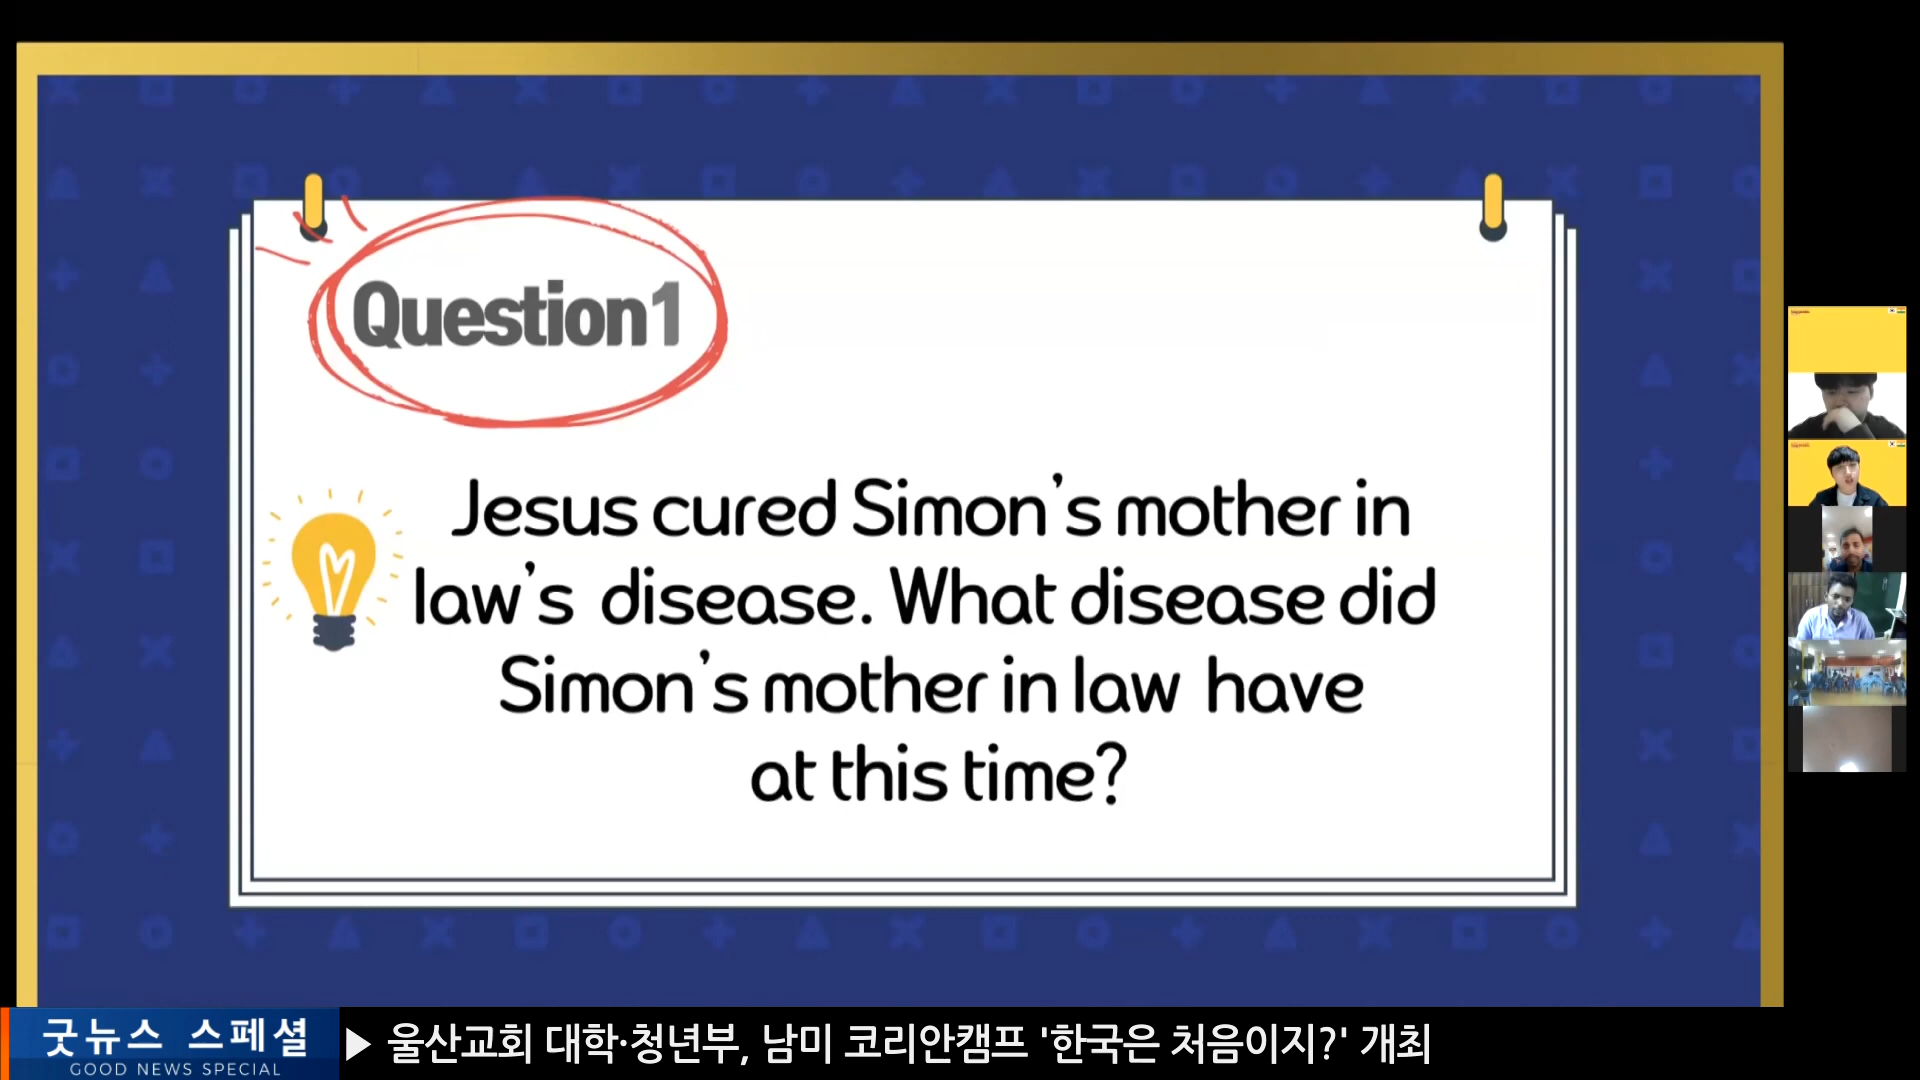 Question1
Jesus cured Simon's mother in
law's disease. What disease did
Simon's mother in law have
at this time?
굿뉴스 스페셜
GOOD NEWS SPECIAL
▶ 울산교회 대학·청년부, 남미 코리안캠프 '한국은 처음이지?' 개최